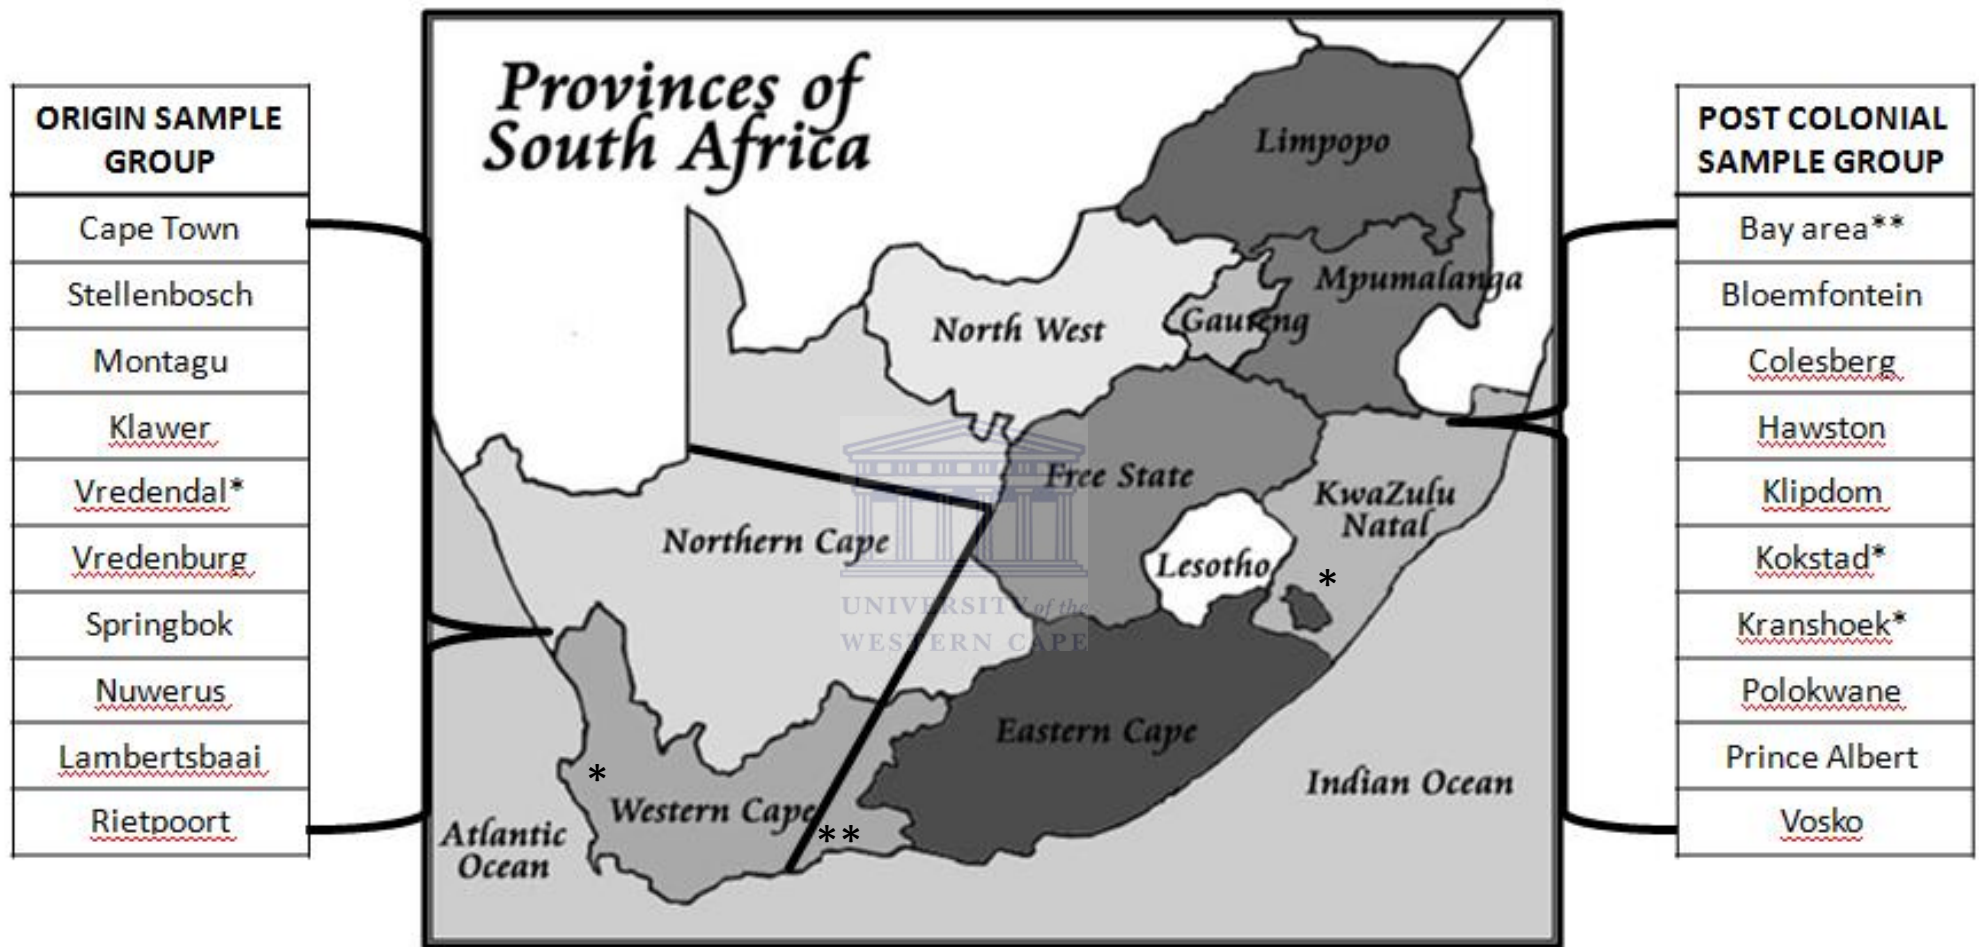 ORIGIN SAMPLE
GROUP
Cape Town
Stellenbosch
Montagu
Klawer
Vredendal*
Vredenburg
Springbok
Nuwerus
Lambertsbaai
Rietpoort
Provinces of
South Africa
Limpopo
Mpumalanga
North West
Gauteng
Free State
KwaZulu
Natal
Northern Cape
Lesotho
*
UNIVERSITY of the
WESTERN CAPE
Eastern Cape
*
Western Cape
**
Indian Ocean
Atlantic
Ocean
POST COLONIAL
SAMPLE GROUP
Bay area**
Bloemfontein
Colesberg
Hawston
Klipdom
Kokstad*
Kranshoek*
Polokwane
Prince Albert
Vosko